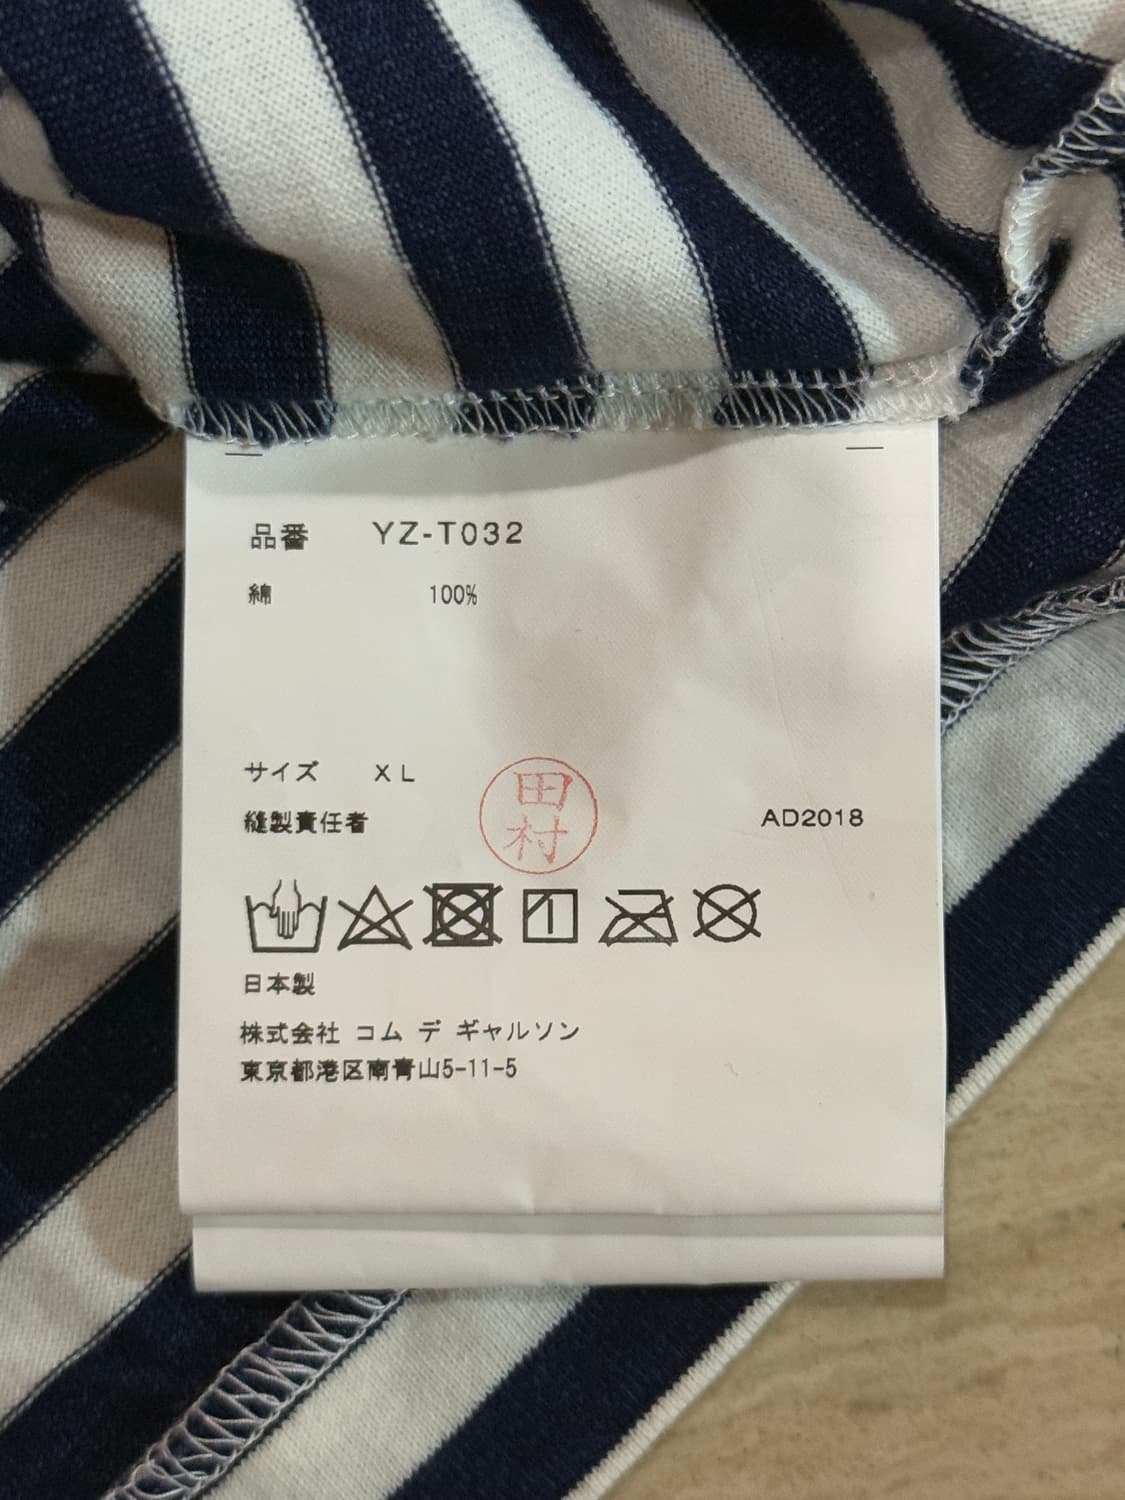 品番 YZ-T032
綿 100%
サイズ XL
田村
縫製責任者 AD2018
日本製
株式会社 コム デ ギャルソン
東京都港区南青山5-11-5